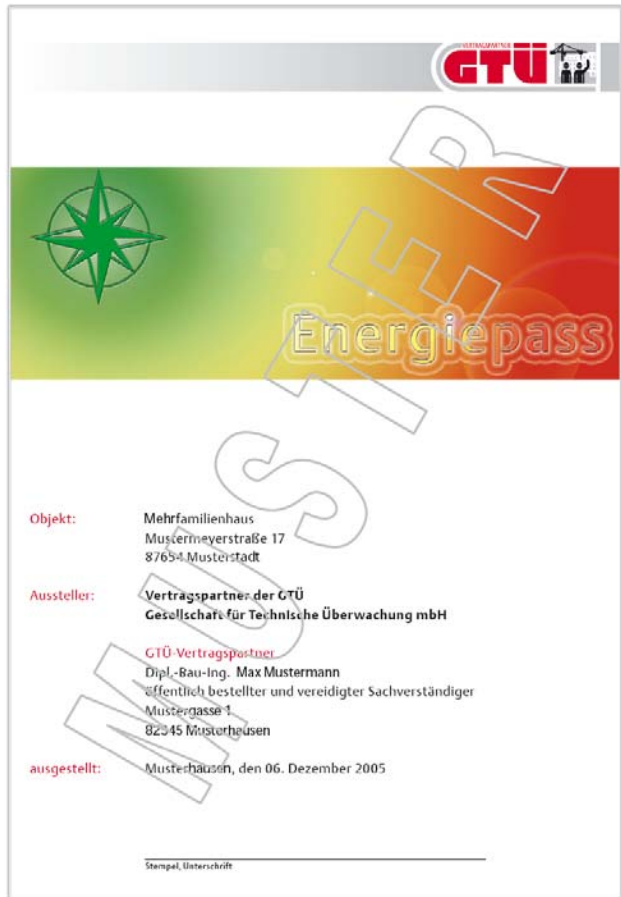 VERTRAGSPARTNER
GTÜ
Energiepass
MUSTER
Objekt: Mehrfamilienhaus
Mustermeyerstraße 17
87654 Musterstadt
Aussteller: Vertragspartner der GTÜ
Gesellschaft für Technische Überwachung mbH
GTÜ-Vertragspartner
Dipl.-Bau-Ing. Max Mustermann
öffentlich bestellter und vereidigter Sachverständiger
Mustergasse 1
82345 Musterhausen
ausgestellt: Musterhausen, den 06. Dezember 2005
Stempel, Unterschrift